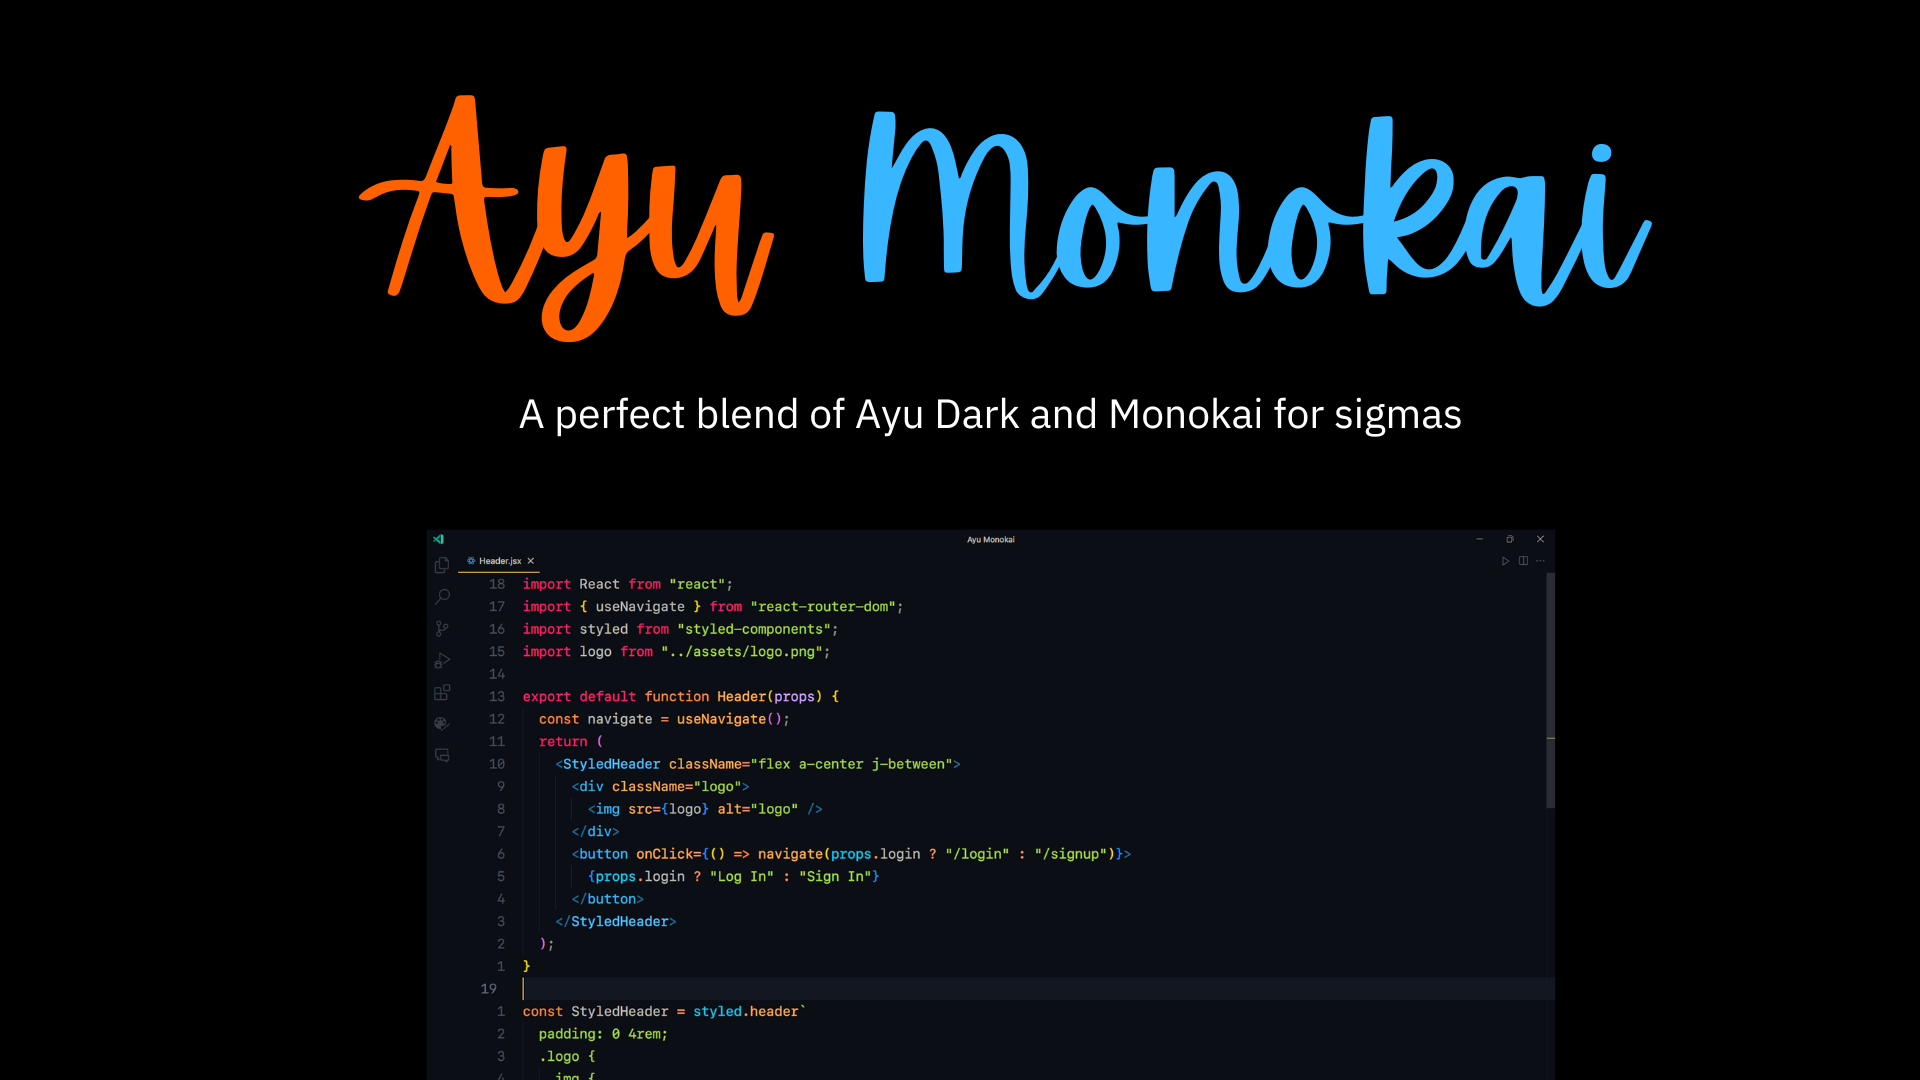 Ayu Monokai
A perfect blend of Ayu Dark and Monokai for sigmas
Ayu Monokai
Header.jsx
18 import React from "react";
17 import { useNavigate } from "react-router-dom";
16 import styled from "styled-components";
15 import logo from "../assets/logo.png";
14
13 export default function Header(props) {
12   const navigate = useNavigate();
11   return (
10     <StyledHeader className="flex a-center j-between">
9       <div className="logo">
8         <img src={logo} alt="logo" />
7       </div>
6       <button onClick={() => navigate(props.login ? "/login" : "/signup")}>
5         {props.login ? "Log In" : "Sign In"}
4       </button>
3     </StyledHeader>
2   );
1 }
19
1 const StyledHeader = styled.header`
2   padding: 0 4rem;
3   .logo {
4     img {